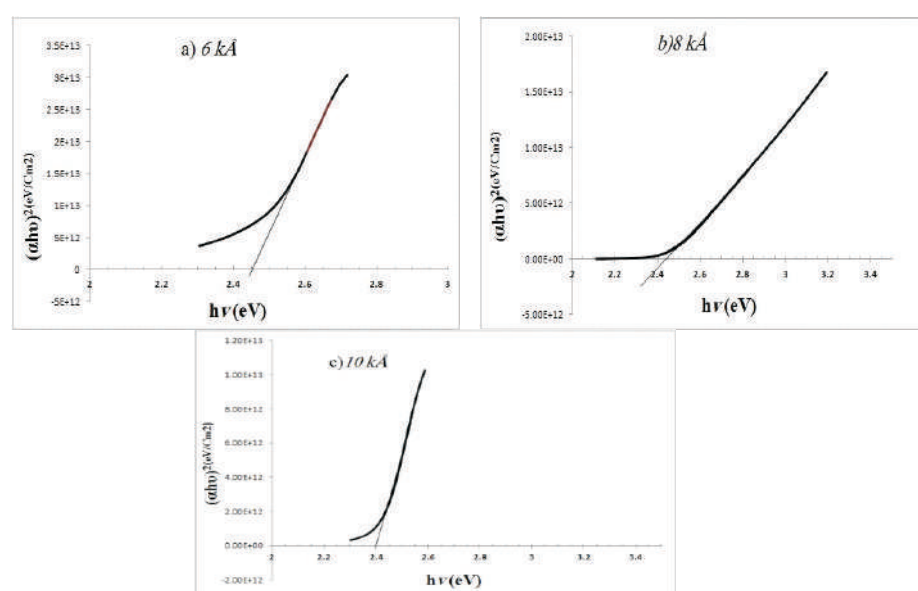 a) 6 kÅ
3.5E+13
3E+13
2.5E+13
2E+13
1.5E+13
1E+13
5E+12
0
-5E+12
2
2.2
2.4
2.6
2.8
3
(αhυ)2(eV/Cm2)
hν(eV)
b)8 kÅ
2.00E+13
1.50E+13
1.00E+13
5.00E+12
0.00E+00
-5.00E+12
2
2.2
2.4
2.6
2.8
3
3.2
3.4
(αhυ)2(eV/Cm2)
hν(eV)
c)10 kÅ
1.20E+13
1.00E+13
8.00E+12
6.00E+12
4.00E+12
2.00E+12
0.00E+00
-2.00E+12
2
2.2
2.4
2.6
2.8
3
3.2
3.4
(αhυ)2(eV/Cm2)
hν(eV)